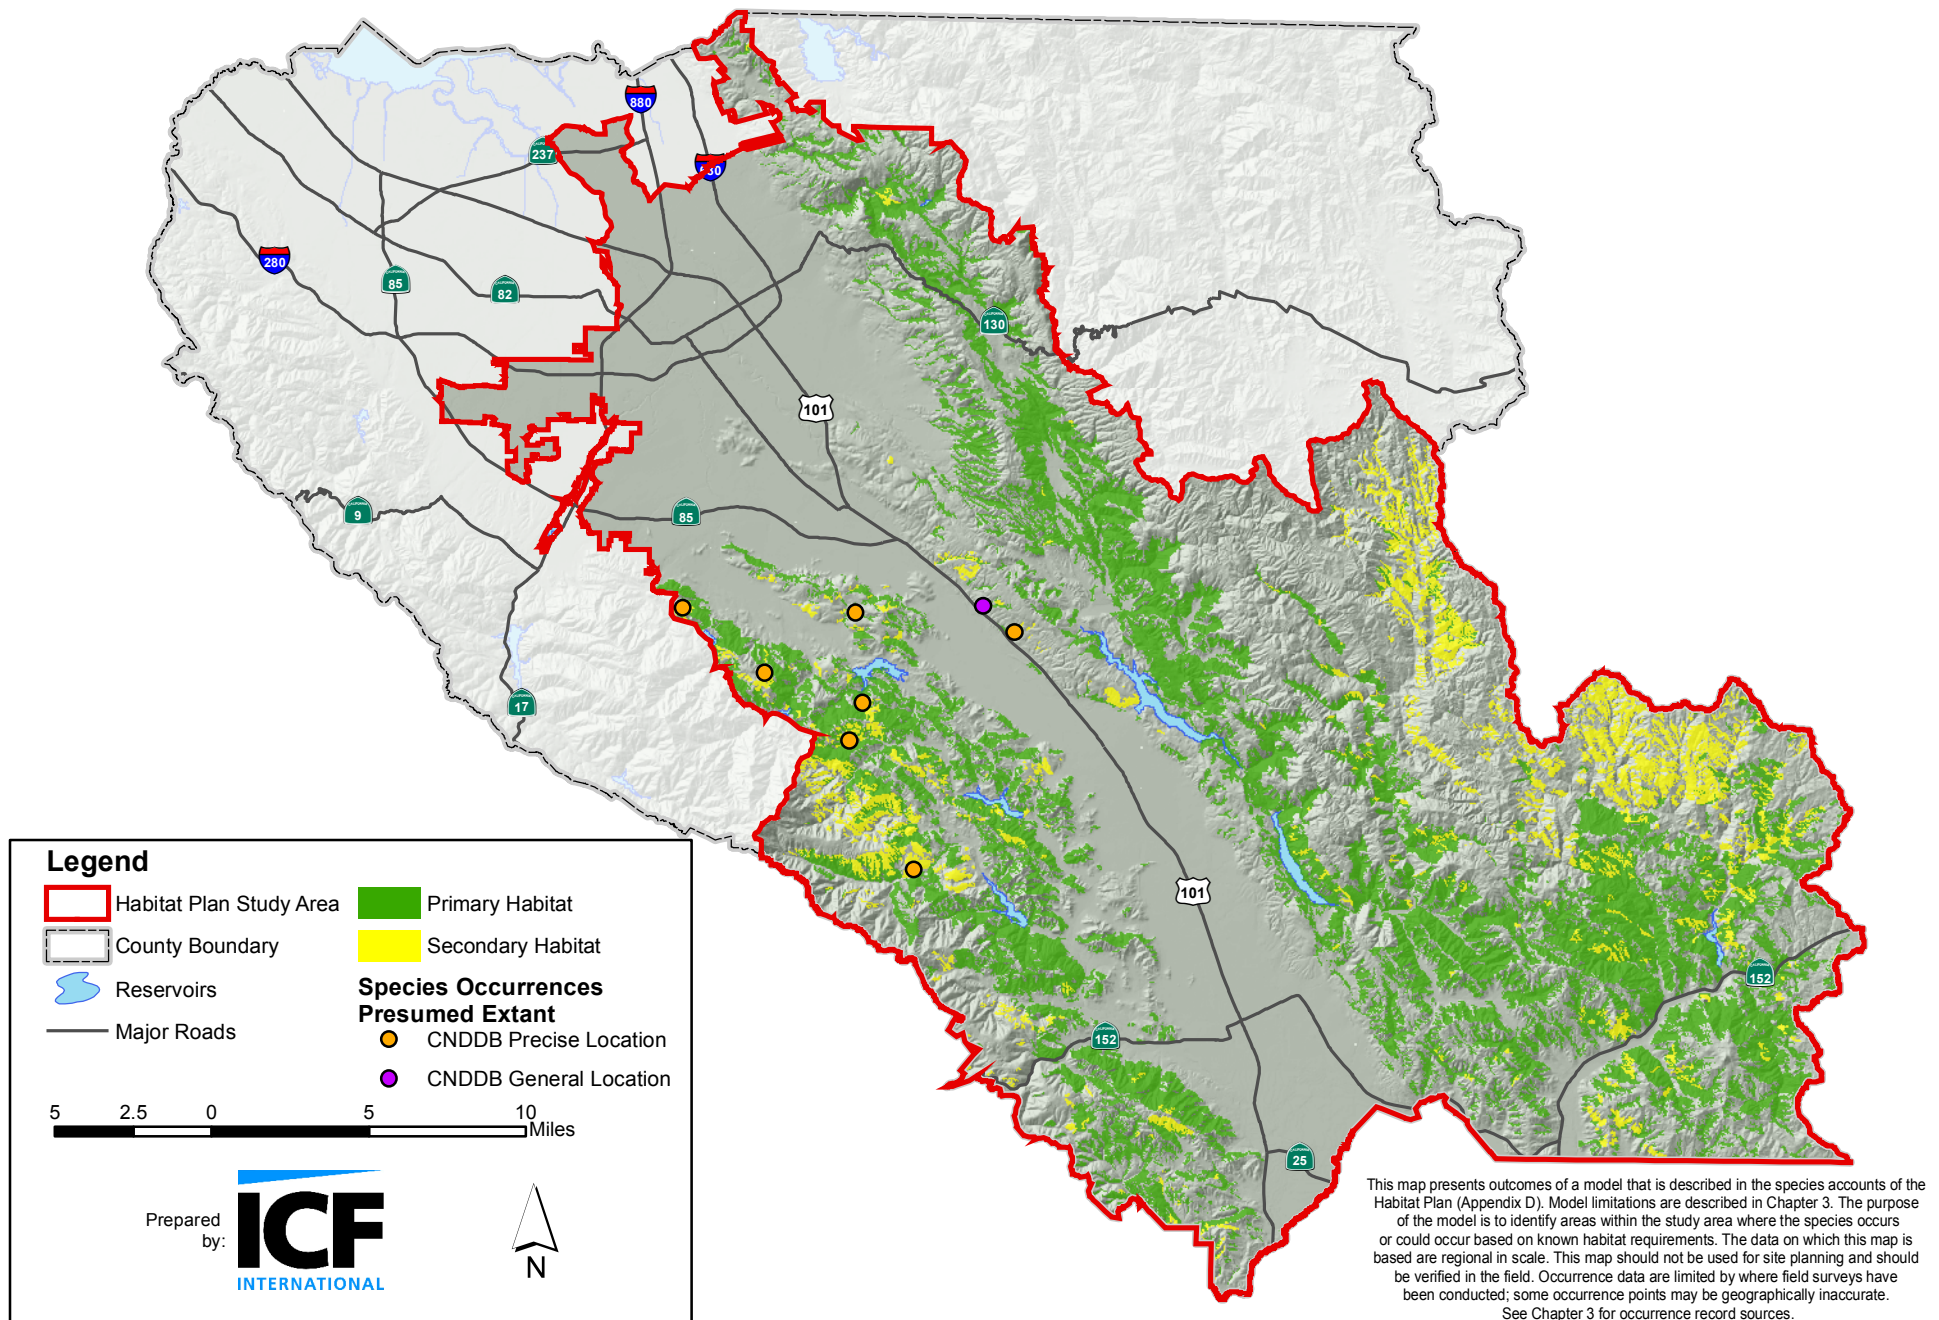 880
237
680
280
85
82
130
101
9
85
17
101
152
152
25
Legend
Habitat Plan Study Area
County Boundary
Reservoirs
Major Roads
Primary Habitat
Secondary Habitat
Species Occurrences
Presumed Extant
CNDDB Precise Location
CNDDB General Location
5 2.5 0 5 10
Miles
Prepared
by:
ICF
INTERNATIONAL
N
This map presents outcomes of a model that is described in the species accounts of the
Habitat Plan (Appendix D). Model limitations are described in Chapter 3. The purpose
of the model is to identify areas within the study area where the species occurs
or could occur based on known habitat requirements. The data on which this map is
based are regional in scale. This map should not be used for site planning and should
be verified in the field. Occurrence data are limited by where field surveys have
been conducted; some occurrence points may be geographically inaccurate.
See Chapter 3 for occurrence record sources.